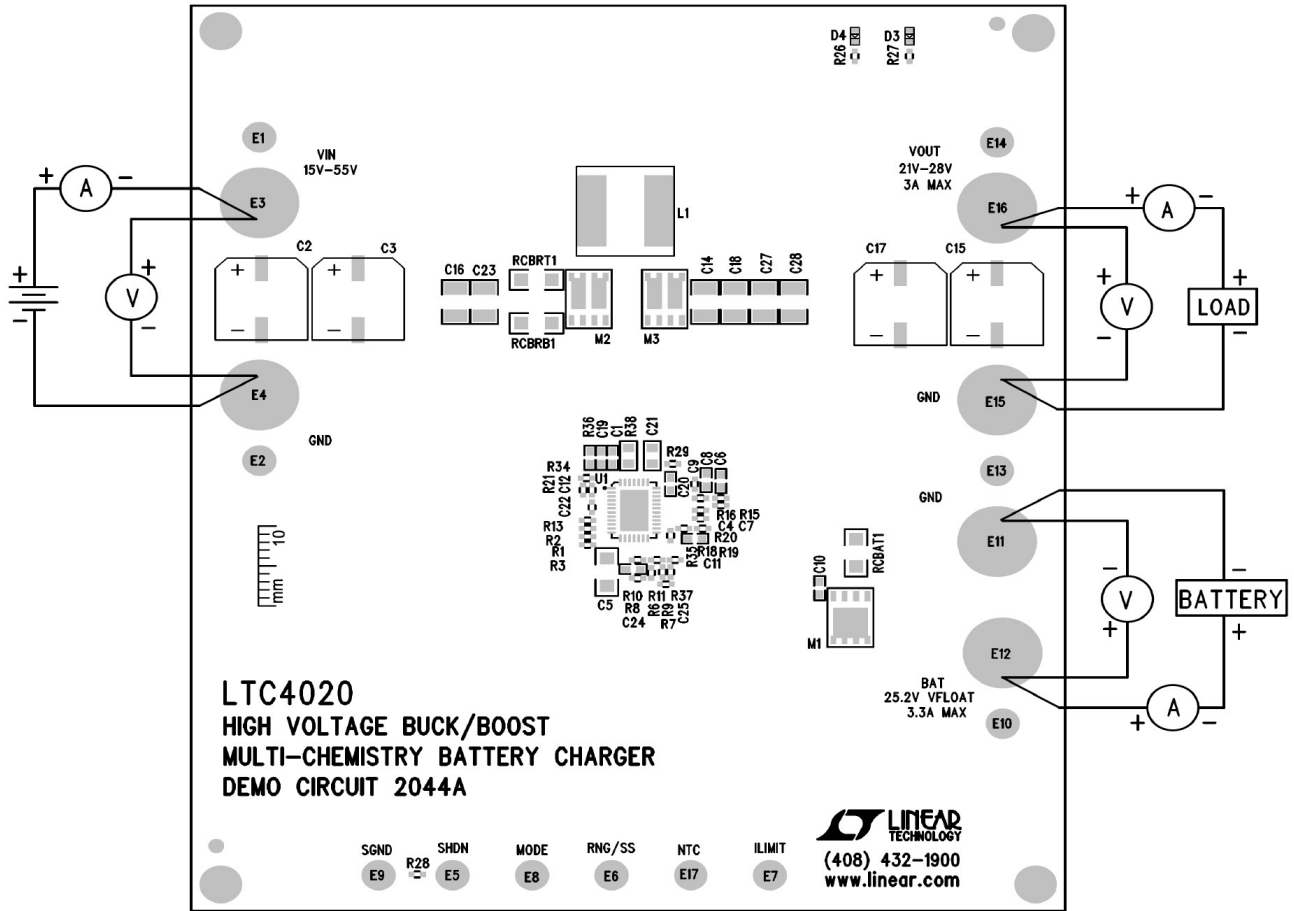 D4
D3
R26
R27
E1
VIN
15V-55V
E14
VOUT
21V-28V
3A MAX
+
A
-
E3
L1
E16
+
A
-
C2
C3
C17
C15
+
V
-
+
-
+
-
+
-
C16
C23
RCBRT1
C14
C18
C27
C28
+
-
+
-
+
V
-
+
LOAD
-
RCBRB1
M2
M3
E4
GND
E15
GND
E2
E13
GND
R36
C19
C1
R38
C21
R29
C9
C8
C6
R34
U1
R21
C12
C20
C22
R16 R15
C4 C7
R13
R2
R20
R1
R35
R18 R19
C11
R3
C5
R10
R11
R37
R8
R6
R9
C25
C24
R7
10
mm
E11
RCBAT1
C10
M1
-
V
+
-
BATTERY
+
E12
BAT
25.2V VFLOAT
3.3A MAX
E10
+
A
-
LTC4020
HIGH VOLTAGE BUCK/BOOST
MULTI-CHEMISTRY BATTERY CHARGER
DEMO CIRCUIT 2044A
LINEAR
TECHNOLOGY
(408) 432-1900
www.linear.com
SGND
R28
SHDN
MODE
RNG/SS
NTC
ILIMIT
E9
E5
E8
E6
E17
E7